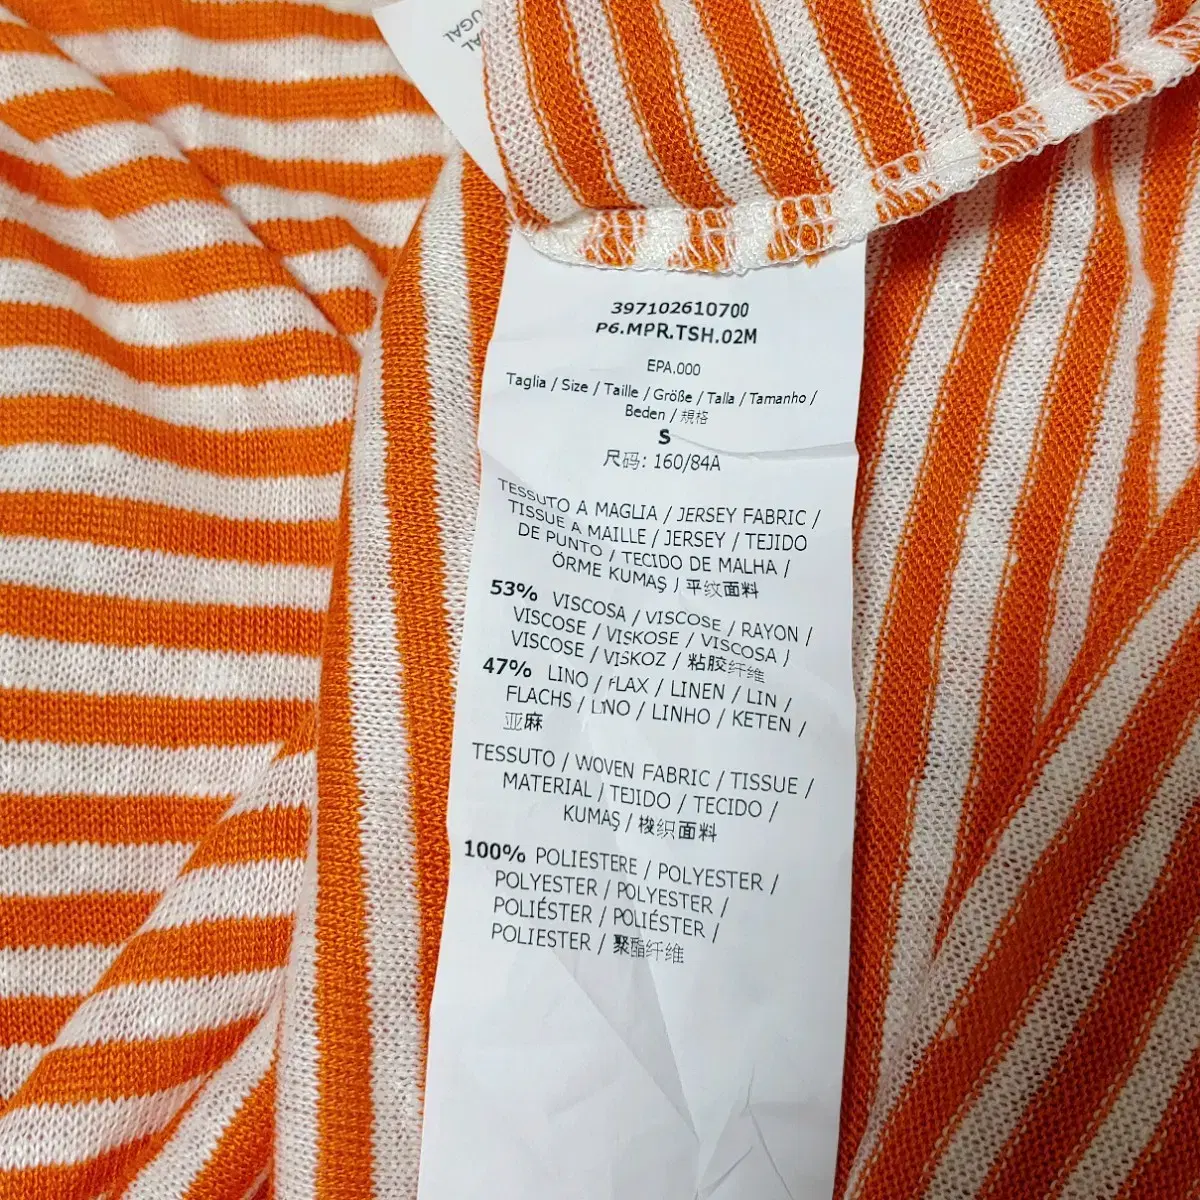 UGAL
397102610700
P6.MPR.TSH.02M
EPA.000
Taglia / Size / Taille / Größe / Talla / Tamanho /
Beden / 規格
S
尺码: 160/84A
TESSUTO A MAGLIA / JERSEY FABRIC /
TISSUE A MAILLE / JERSEY / TEJIDO
DE PUNTO / TECIDO DE MALHA /
ÖRME KUMAŞ / 平纹面料
53% VISCOSA / VISCOSE / RAYON /
VISCOSE / VISKOSE / VISCOSA /
VISCOSE / VISKOZ / 粘胶纤维
47% LINO / FLAX / LINEN / LIN /
FLACHS / LINO / LINHO / KETEN /
亚麻
TESSUTO / WOVEN FABRIC / TISSUE /
MATERIAL / TEJIDO / TECIDO /
KUMAŞ / 梭织面料
100% POLIESTERE / POLYESTER /
POLYESTER / POLYESTER /
POLIÉSTER / POLIÉSTER /
POLIESTER / 聚酯纤维